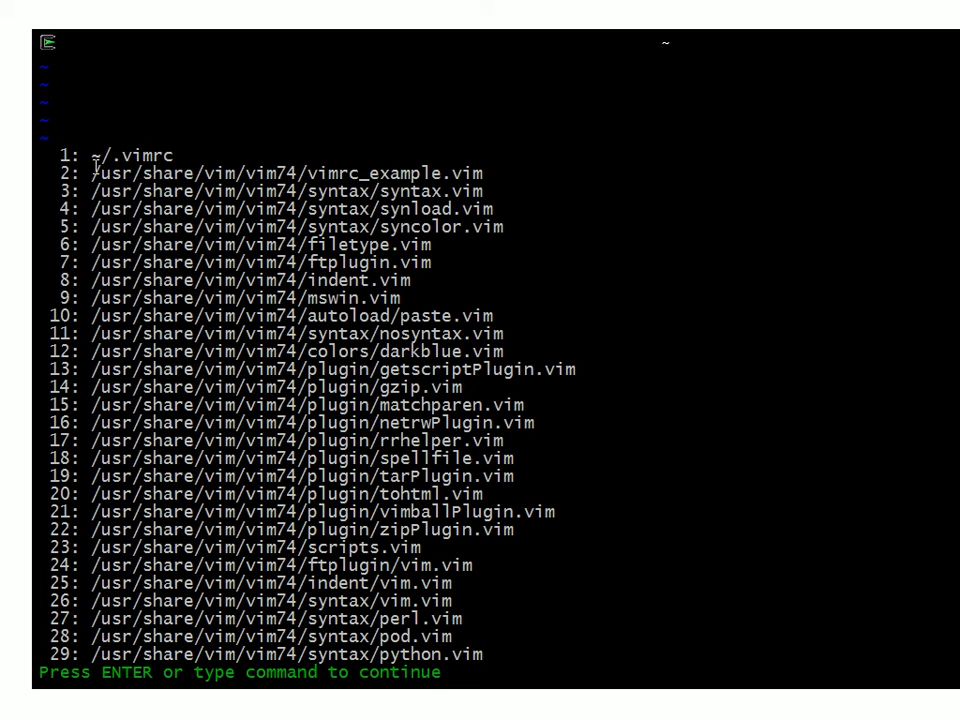 ~
~
~
~
~
~
1: ~/.vimrc
2: /usr/share/vim/vim74/vimrc_example.vim
3: /usr/share/vim/vim74/syntax/syntax.vim
4: /usr/share/vim/vim74/syntax/synload.vim
5: /usr/share/vim/vim74/syntax/syncolor.vim
6: /usr/share/vim/vim74/filetype.vim
7: /usr/share/vim/vim74/ftplugin.vim
8: /usr/share/vim/vim74/indent.vim
9: /usr/share/vim/vim74/mswin.vim
10: /usr/share/vim/vim74/autoload/paste.vim
11: /usr/share/vim/vim74/syntax/nosyntax.vim
12: /usr/share/vim/vim74/colors/darkblue.vim
13: /usr/share/vim/vim74/plugin/getscriptPlugin.vim
14: /usr/share/vim/vim74/plugin/gzip.vim
15: /usr/share/vim/vim74/plugin/matchparen.vim
16: /usr/share/vim/vim74/plugin/netrwPlugin.vim
17: /usr/share/vim/vim74/plugin/rrhelper.vim
18: /usr/share/vim/vim74/plugin/spellfile.vim
19: /usr/share/vim/vim74/plugin/tarPlugin.vim
20: /usr/share/vim/vim74/plugin/tohtml.vim
21: /usr/share/vim/vim74/plugin/vimballPlugin.vim
22: /usr/share/vim/vim74/plugin/zipPlugin.vim
23: /usr/share/vim/vim74/scripts.vim
24: /usr/share/vim/vim74/ftplugin/vim.vim
25: /usr/share/vim/vim74/indent/vim.vim
26: /usr/share/vim/vim74/syntax/vim.vim
27: /usr/share/vim/vim74/syntax/perl.vim
28: /usr/share/vim/vim74/syntax/pod.vim
29: /usr/share/vim/vim74/syntax/python.vim
Press ENTER or type command to continue